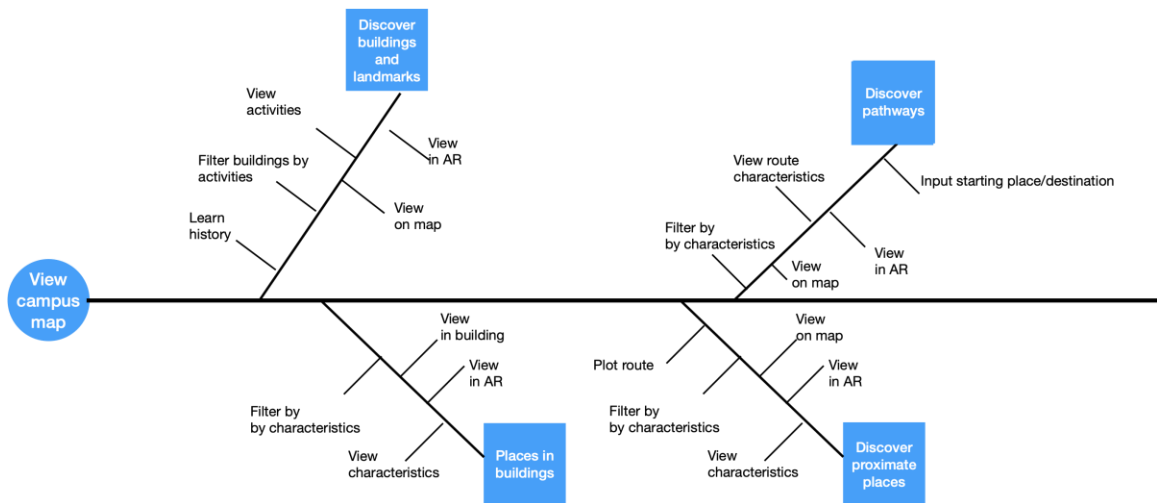 Discover
buildings
and
landmarks
View
activities
View
in AR
Filter buildings by
activities
View
on map
Learn
history
Discover
pathways
View route
characteristics
Input starting place/destination
Filter by
by characteristics
View
in AR
View
on map
View
campus
map
View
in building
View
in AR
Filter by
by characteristics
View
characteristics
Places in
buildings
Plot route
View
on map
View
in AR
Filter by
by characteristics
View
characteristics
Discover
proximate
places